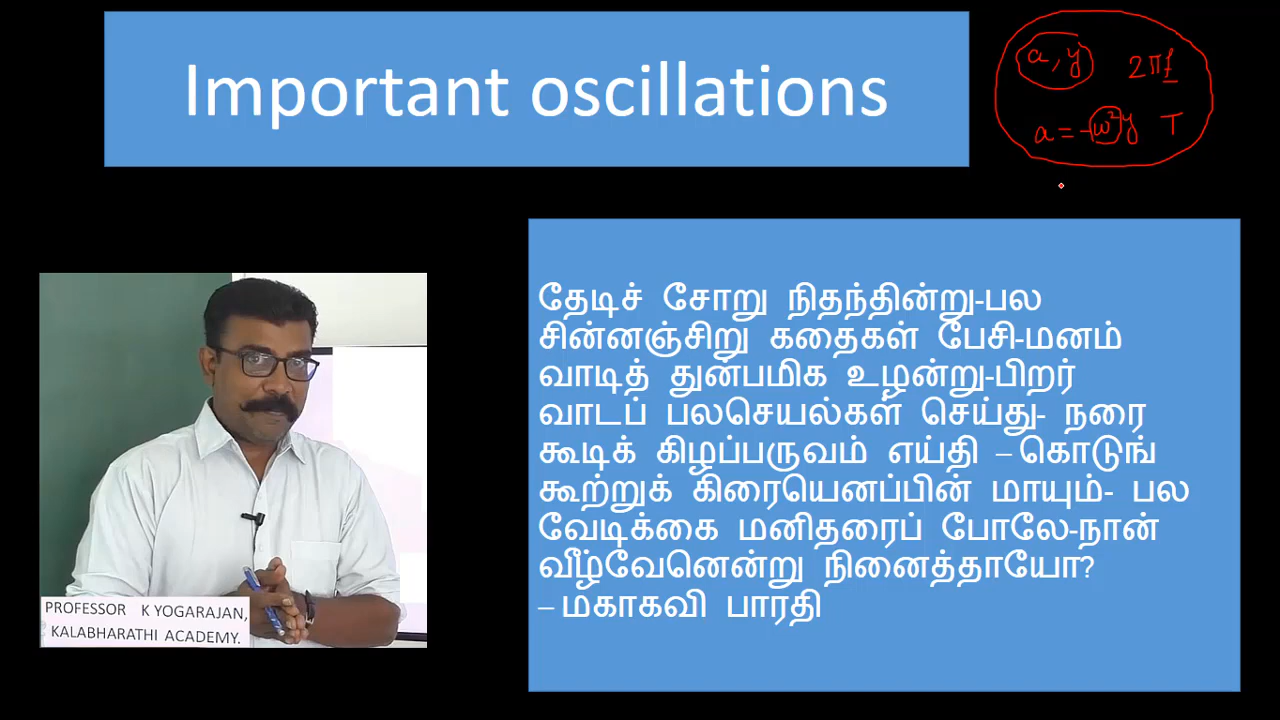 Important oscillations
a, y 2πf
a = -ω²y T
தேடிச் சோறு நிதந்தின்று-பல
சின்னஞ்சிறு கதைகள் பேசி-மனம்
வாடித் துன்பமிக உழன்று-பிறர்
வாடப் பலசெயல்கள் செய்து- நரை
கூடிக் கிழப்பருவம் எய்தி – கொடுங்
கூற்றுக் கிரையெனப்பின் மாயும்- பல
வேடிக்கை மனிதரைப் போலே-நான்
வீழ்வேனென்று நினைத்தாயோ?
– மகாகவி பாரதி
PROFESSOR K YOGARAJAN,
KALABHARATHI ACADEMY.